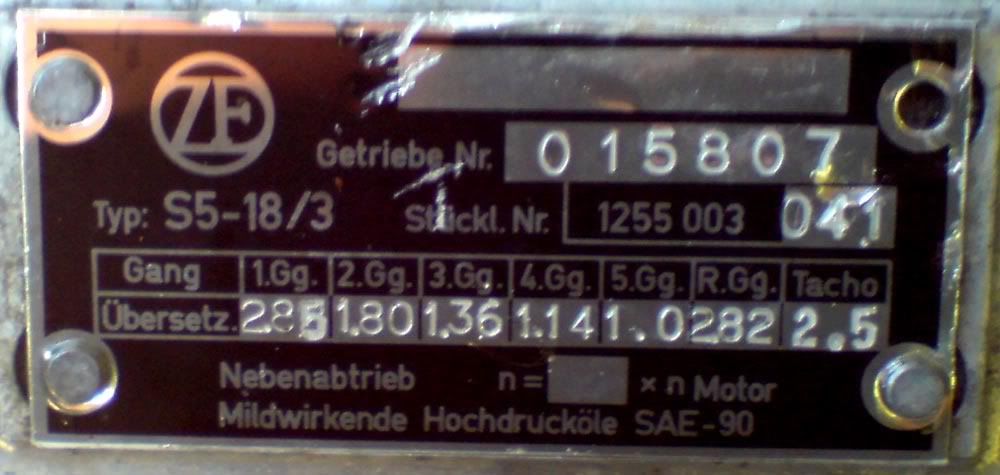 ZF
Getriebe Nr. 015807
Typ: S5-18/3 Stückl. Nr. 1255 003 041
Gang 1.Gg. 2.Gg. 3.Gg. 4.Gg. 5.Gg. R.Gg. Tacho
Übersetz. 2.85 1.80 1.36 1.14 1.0 282 2.5
Nebenabtrieb n= × n Motor
Mildwirkende Hochdrucköle SAE-90